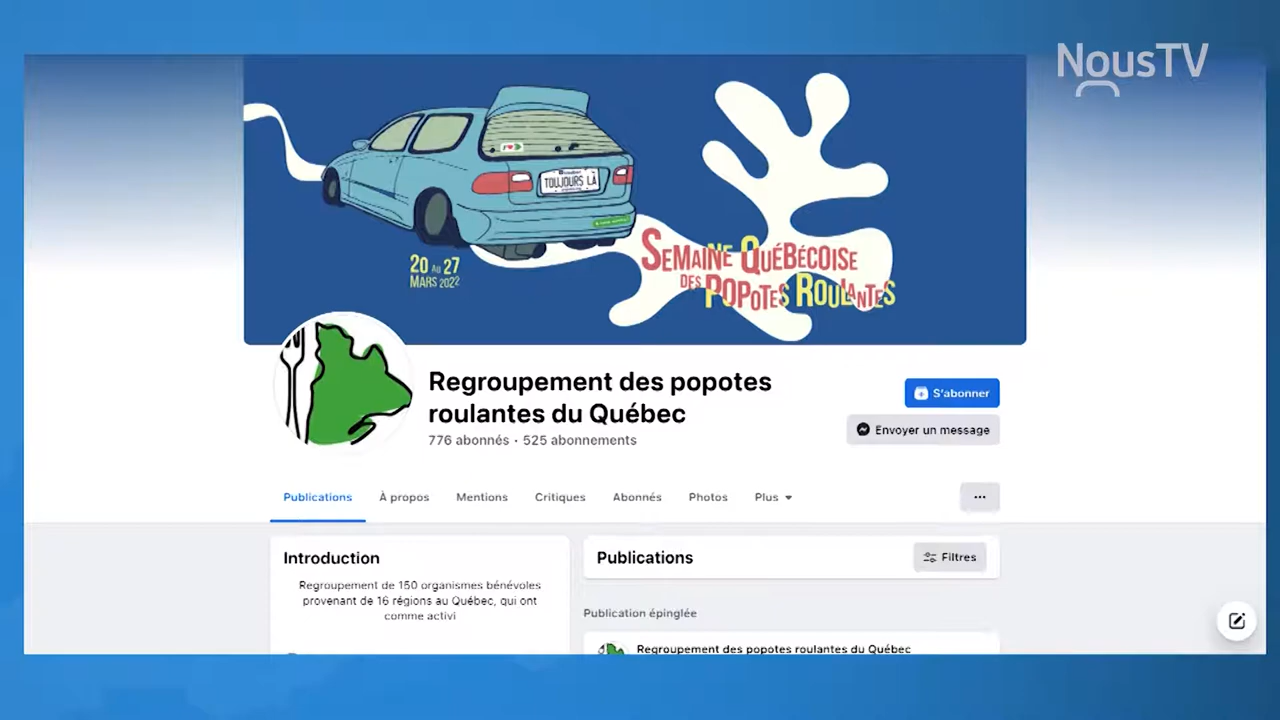 NousTV
TOUJOURS LÀ
20 AU 27
MARS 2022
SEMAINE QUÉBÉCOISE
DES POPOTES ROULANTES
Regroupement des popotes
roulantes du Québec
776 abonnés · 525 abonnements
S'abonner
Envoyer un message
Publications
À propos
Mentions
Critiques
Abonnés
Photos
Plus
Introduction
Regroupement de 150 organismes bénévoles
provenant de 16 régions au Québec, qui ont
comme activi
Publications
Filtres
Publication épinglée
Regroupement des popotes roulantes du Québec